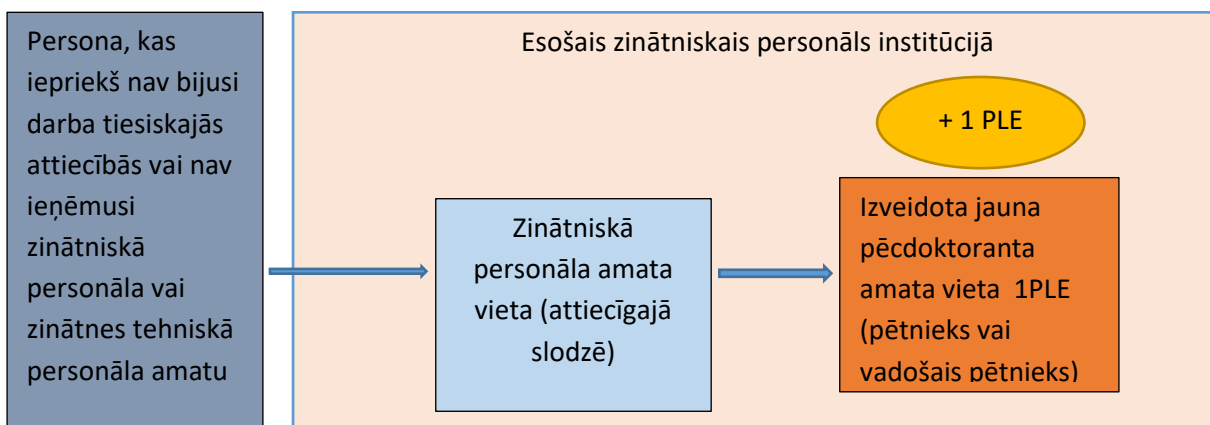 Persona, kas
iepriekš nav bijusi
darba tiesiskajās
attiecībās vai nav
ieņēmusi
zinātniskā
personāla vai
zinātnes tehniskā
personāla amatu
Esošais zinātniskais personāls institūcijā
Zinātniskā
personāla amata
vieta (attiecīgajā
slodzē)
+ 1 PLE
Izveidota jauna
pēcdoktoranta
amata vieta 1PLE
(pētnieks vai
vadošais pētnieks)